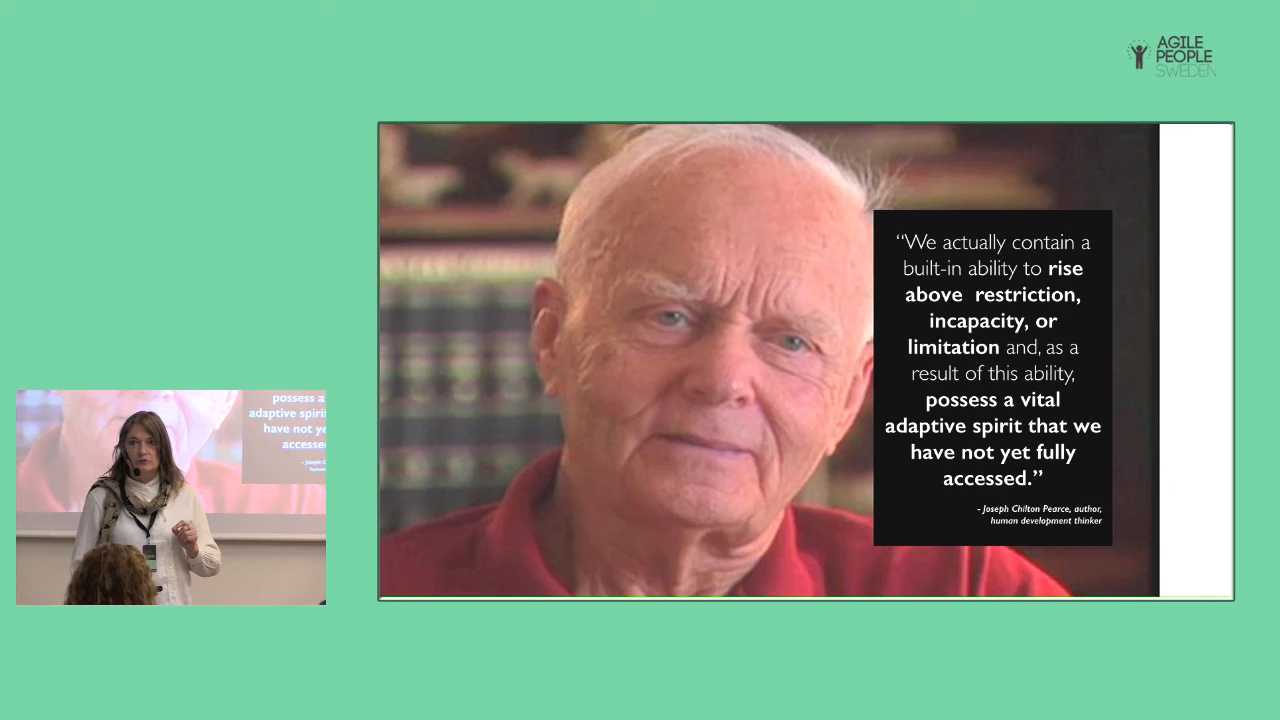 AGILE
PEOPLE
SWEDEN
“We actually contain a
built-in ability to rise
above restriction,
incapacity, or
limitation and, as a
result of this ability,
possess a vital
adaptive spirit that we
have not yet fully
accessed.”
- Joseph Chilton Pearce, author,
human development thinker
possess a
adaptive spirit
have not ye
accesse